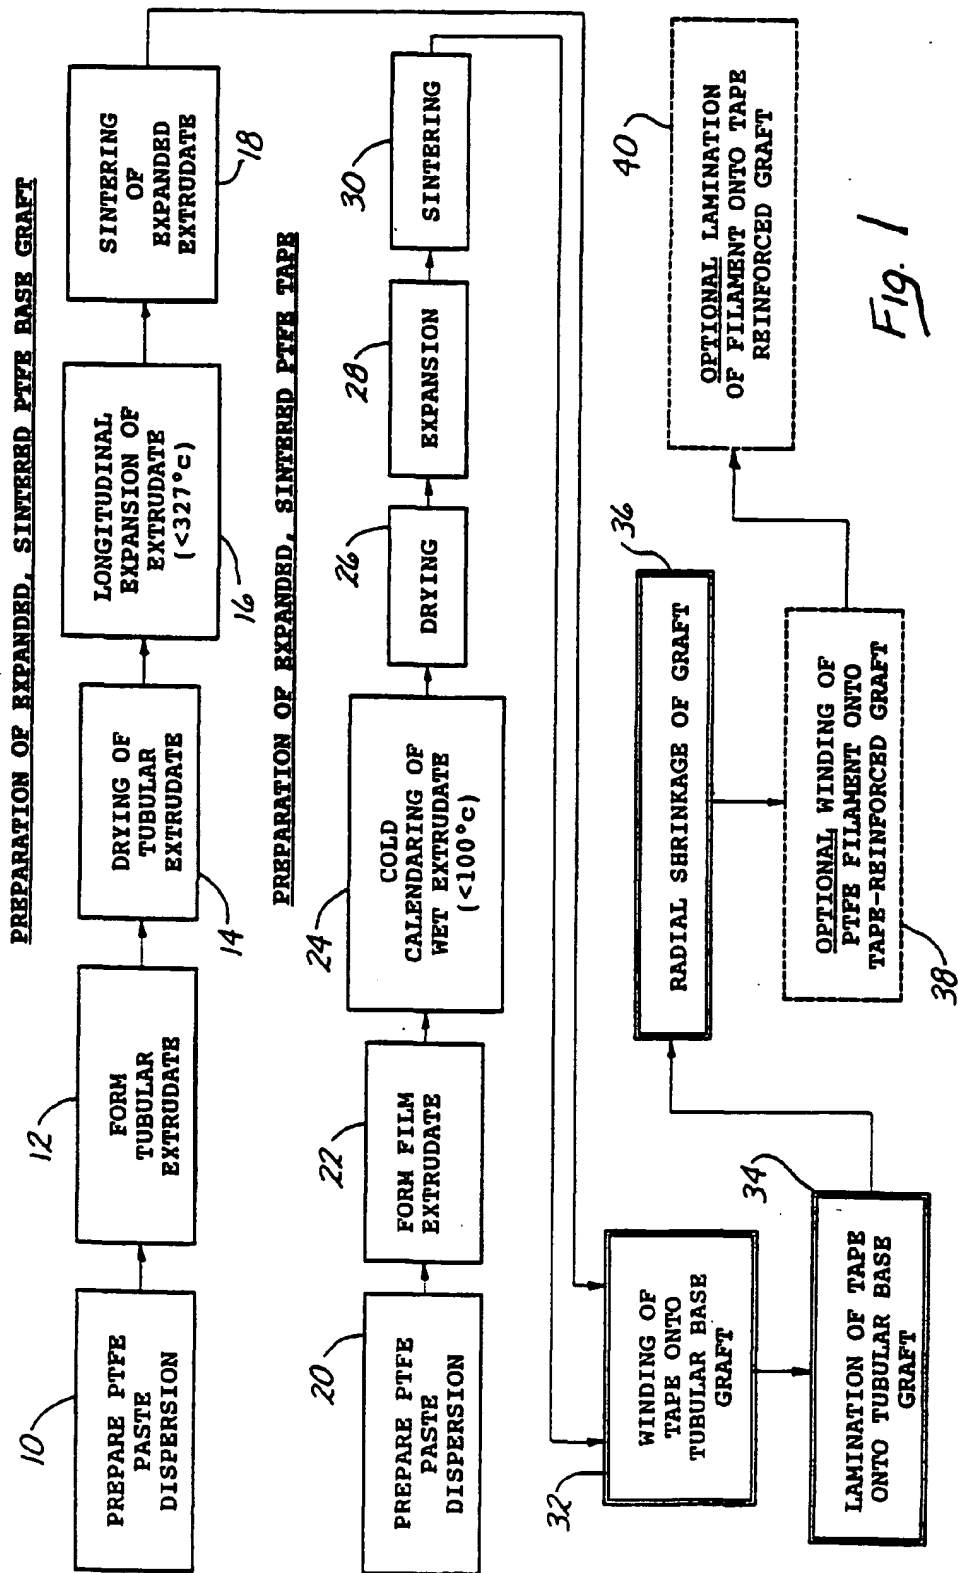 PREPARATION OF EXPANDED, SINTERED PTFE BASE GRAFT
10
PREPARE PTFE
PASTE
DISPERSION
12
FORM
TUBULAR
EXTRUDATE
14
DRYING OF
TUBULAR
EXTRUDATE
16
LONGITUDINAL
EXPANSION OF
EXTRUDATE
(<327°c)
18
SINTERING
OF
EXPANDED
EXTRUDATE
PREPARATION OF EXPANDED, SINTERED PTFE TAPE
20
PREPARE PTFE
PASTE
DISPERSION
22
FORM FILM
EXTRUDATE
24
COLD
CALENDARING OF
WET EXTRUDATE
(<100°c)
26
DRYING
28
EXPANSION
30
SINTERING
32
WINDING OF
TAPE ONTO
TUBULAR BASE
GRAFT
34
LAMINATION OF TAPE
ONTO TUBULAR BASE
GRAFT
36
RADIAL SHRINKAGE OF GRAFT
38
OPTIONAL WINDING OF
PTFE FILAMENT ONTO
TAPE-REINFORCED GRAFT
40
OPTIONAL LAMINATION
OF FILAMENT ONTO TAPE
REINFORCED GRAFT
Fig. 1